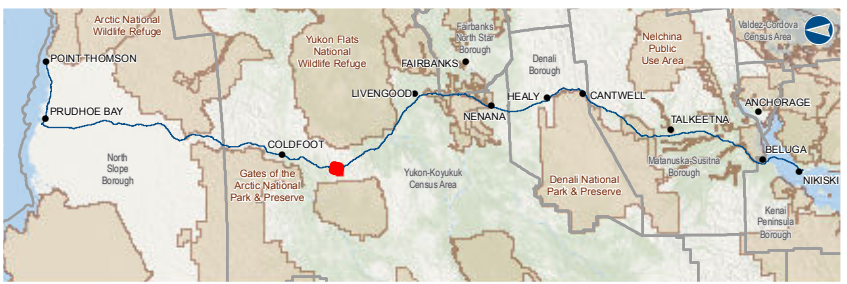 Arctic National
Wildlife Refuge
Yukon Flats
National
Wildlife Refuge
Fairbanks
North Star
Borough
Nelchina
Public
Use Area
Valdez-Cordova
Census Area
POINT THOMSON
FAIRBANKS
Denali
Borough
LIVENGOOD
HEALY
CANTWELL
ANCHORAGE
PRUDHOE BAY
NENANA
TALKEETNA
COLDFOOT
BELUGA
North
Slope
Borough
Gates of the
Arctic National
Park & Preserve
Yukon-Koyukuk
Census Area
Denali National
Park & Preserve
Matanuska-Susitna
Borough
NIKISKI
Kenai
Peninsula
Borough